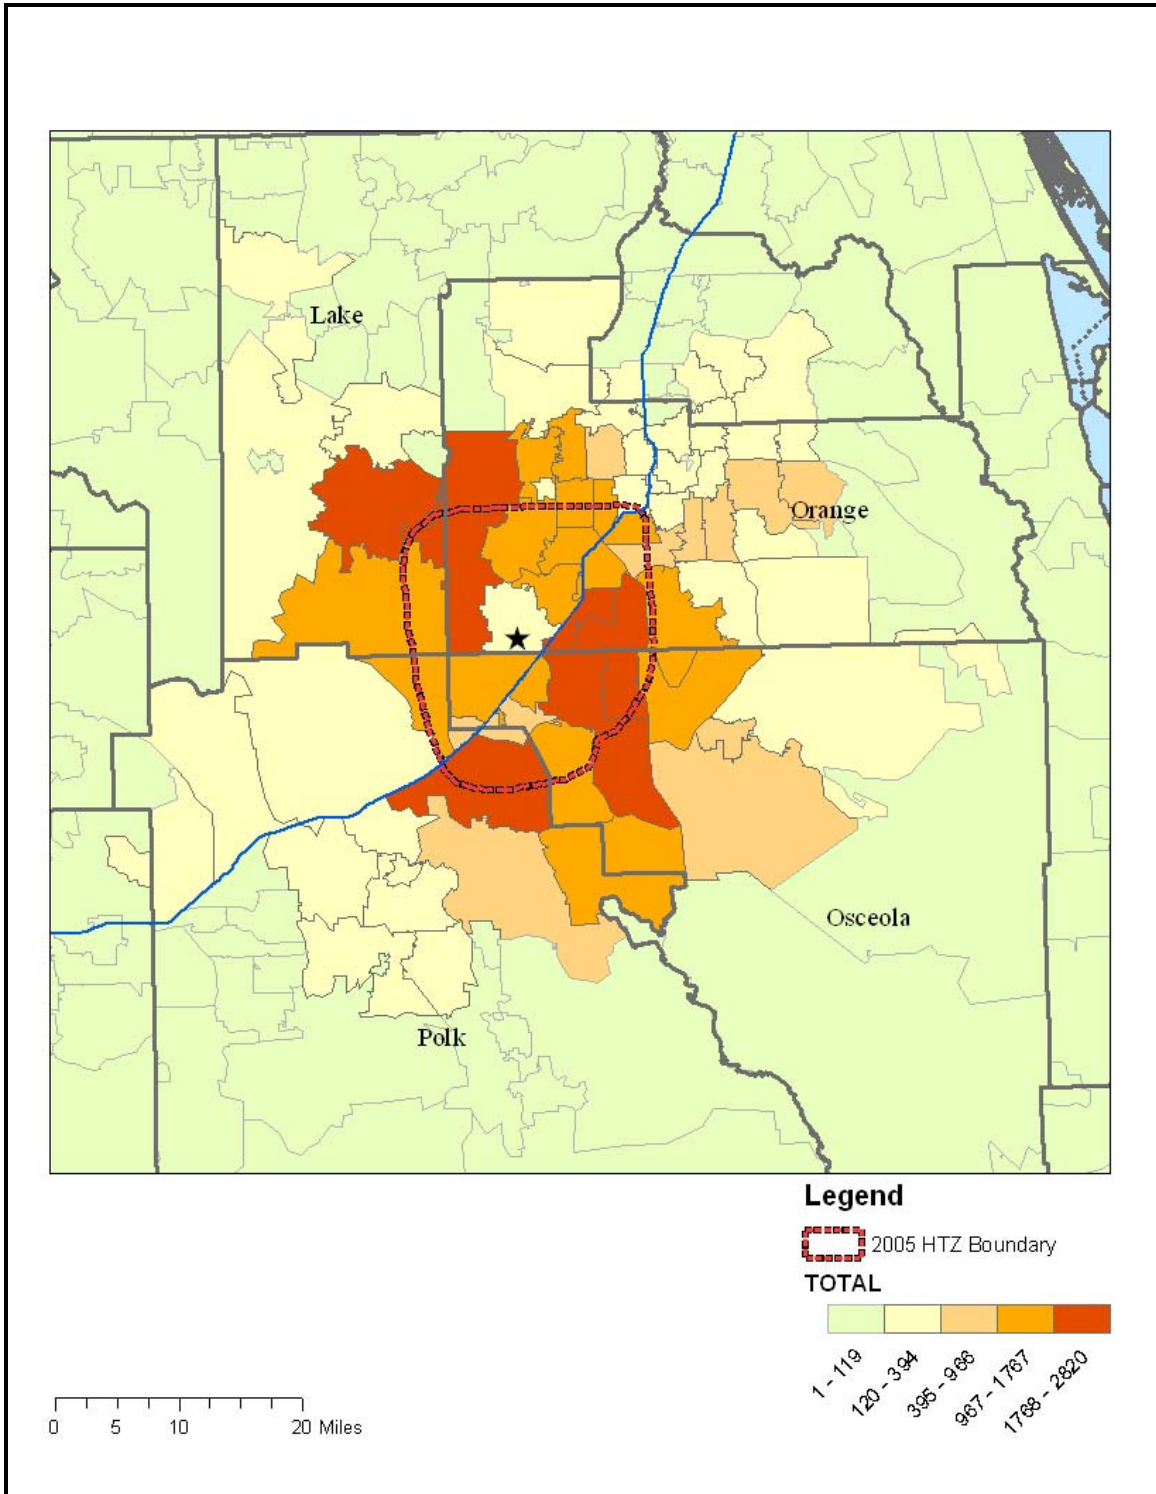 Lake
Orange
Osceola
Polk
Legend
2005 HTZ Boundary
TOTAL
1 - 119
120 - 394
395 - 966
967 - 1767
1768 - 2820
0 5 10 20 Miles